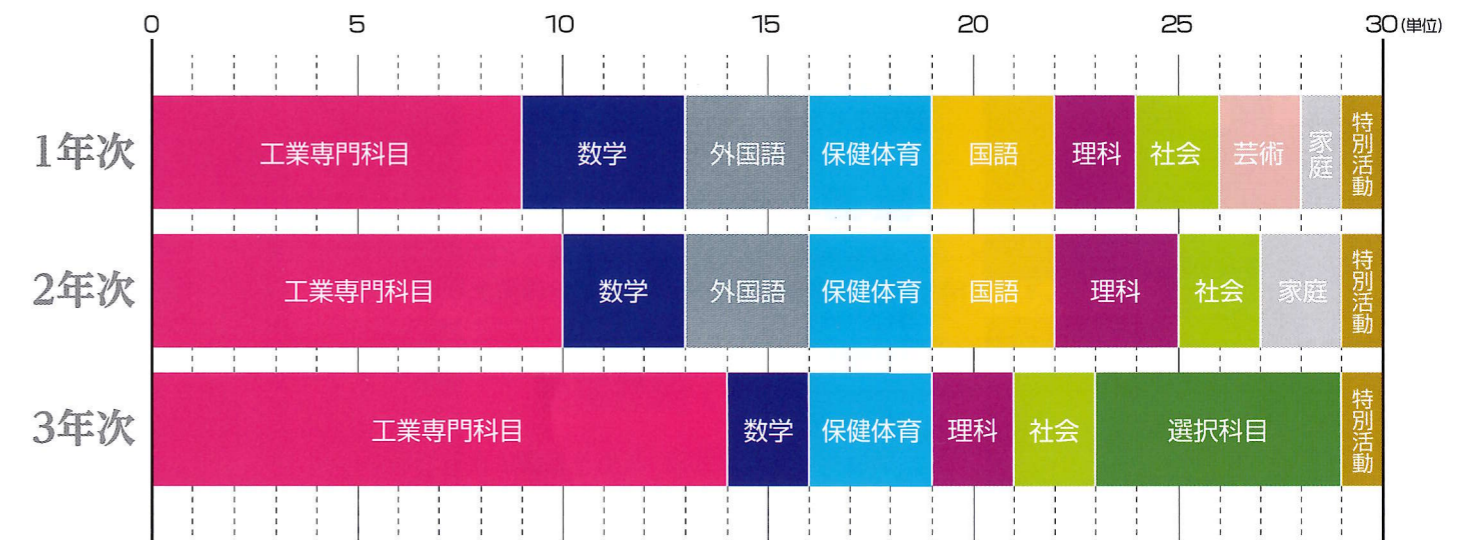 0 5 10 15 20 25 30(単位)
1年次 工業専門科目 数学 外国語 保健体育 国語 理科 社会 芸術 家庭 特別活動
2年次 工業専門科目 数学 外国語 保健体育 国語 理科 社会 家庭 特別活動
3年次 工業専門科目 数学 保健体育 理科 社会 選択科目 特別活動